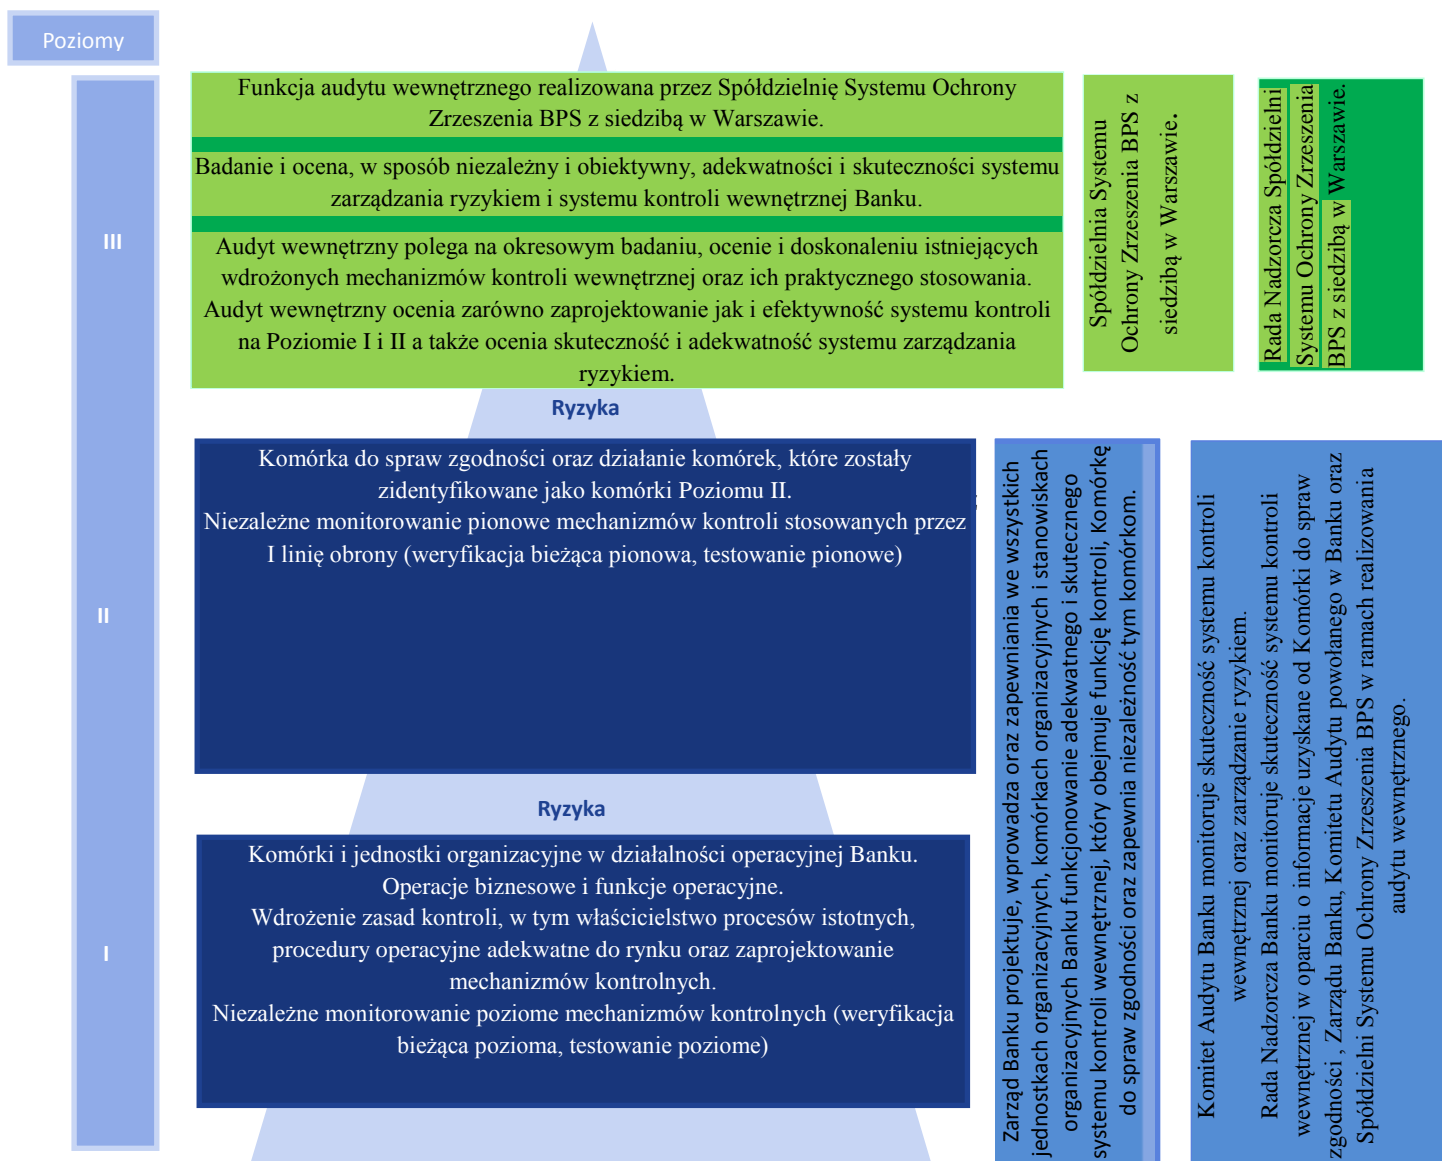 Poziomy
III
Funkcja audytu wewnętrznego realizowana przez Spółdzielnię Systemu Ochrony
Zrzeszenia BPS z siedzibą w Warszawie.
Badanie i ocena, w sposób niezależny i obiektywny, adekwatności i skuteczności systemu
zarządzania ryzykiem i systemu kontroli wewnętrznej Banku.
Audyt wewnętrzny polega na okresowym badaniu, ocenie i doskonaleniu istniejących
wdrożonych mechanizmów kontroli wewnętrznej oraz ich praktycznego stosowania.
Audyt wewnętrzny ocenia zarówno zaprojektowanie jak i efektywność systemu kontroli
na Poziomie I i II a także ocenia skuteczność i adekwatność systemu zarządzania
ryzykiem.
Spółdzielnia Systemu
Ochrony Zrzeszenia BPS z
siedzibą w Warszawie.
Rada Nadzorcza Spółdzielni
Systemu Ochrony Zrzeszenia
BPS z siedzibą w Warszawie.
Ryzyka
II
Komórka do spraw zgodności oraz działanie komórek, które zostały
zidentyfikowane jako komórki Poziomu II.
Niezależne monitorowanie pionowe mechanizmów kontroli stosowanych przez
I linię obrony (weryfikacja bieżąca pionowa, testowanie pionowe)
Ryzyka
I
Komórki i jednostki organizacyjne w działalności operacyjnej Banku.
Operacje biznesowe i funkcje operacyjne.
Wdrożenie zasad kontroli, w tym właścicielstwo procesów istotnych,
procedury operacyjne adekwatne do rynku oraz zaprojektowanie
mechanizmów kontrolnych.
Niezależne monitorowanie poziome mechanizmów kontrolnych (weryfikacja
bieżąca pozioma, testowanie poziome)
Zarząd Banku projektuje, wprowadza oraz zapewniania we wszystkich
jednostkach organizacyjnych, komórkach organizacyjnych i stanowiskach
organizacyjnych Banku funkcjonowanie adekwatnego i skutecznego
systemu kontroli wewnętrznej, który obejmuje funkcję kontroli, Komórkę
do spraw zgodności oraz zapewnia niezależność tym komórkom.
Komitet Audytu Banku monitoruje skuteczność systemu kontroli
wewnętrznej oraz zarządzanie ryzykiem.
Rada Nadzorcza Banku monitoruje skuteczność systemu kontroli
wewnętrznej w oparciu o informacje uzyskane od Komórki do spraw
zgodności , Zarządu Banku, Komitetu Audytu powołanego w Banku oraz
Spółdzielni Systemu Ochrony Zrzeszenia BPS w ramach realizowania
audytu wewnętrznego.